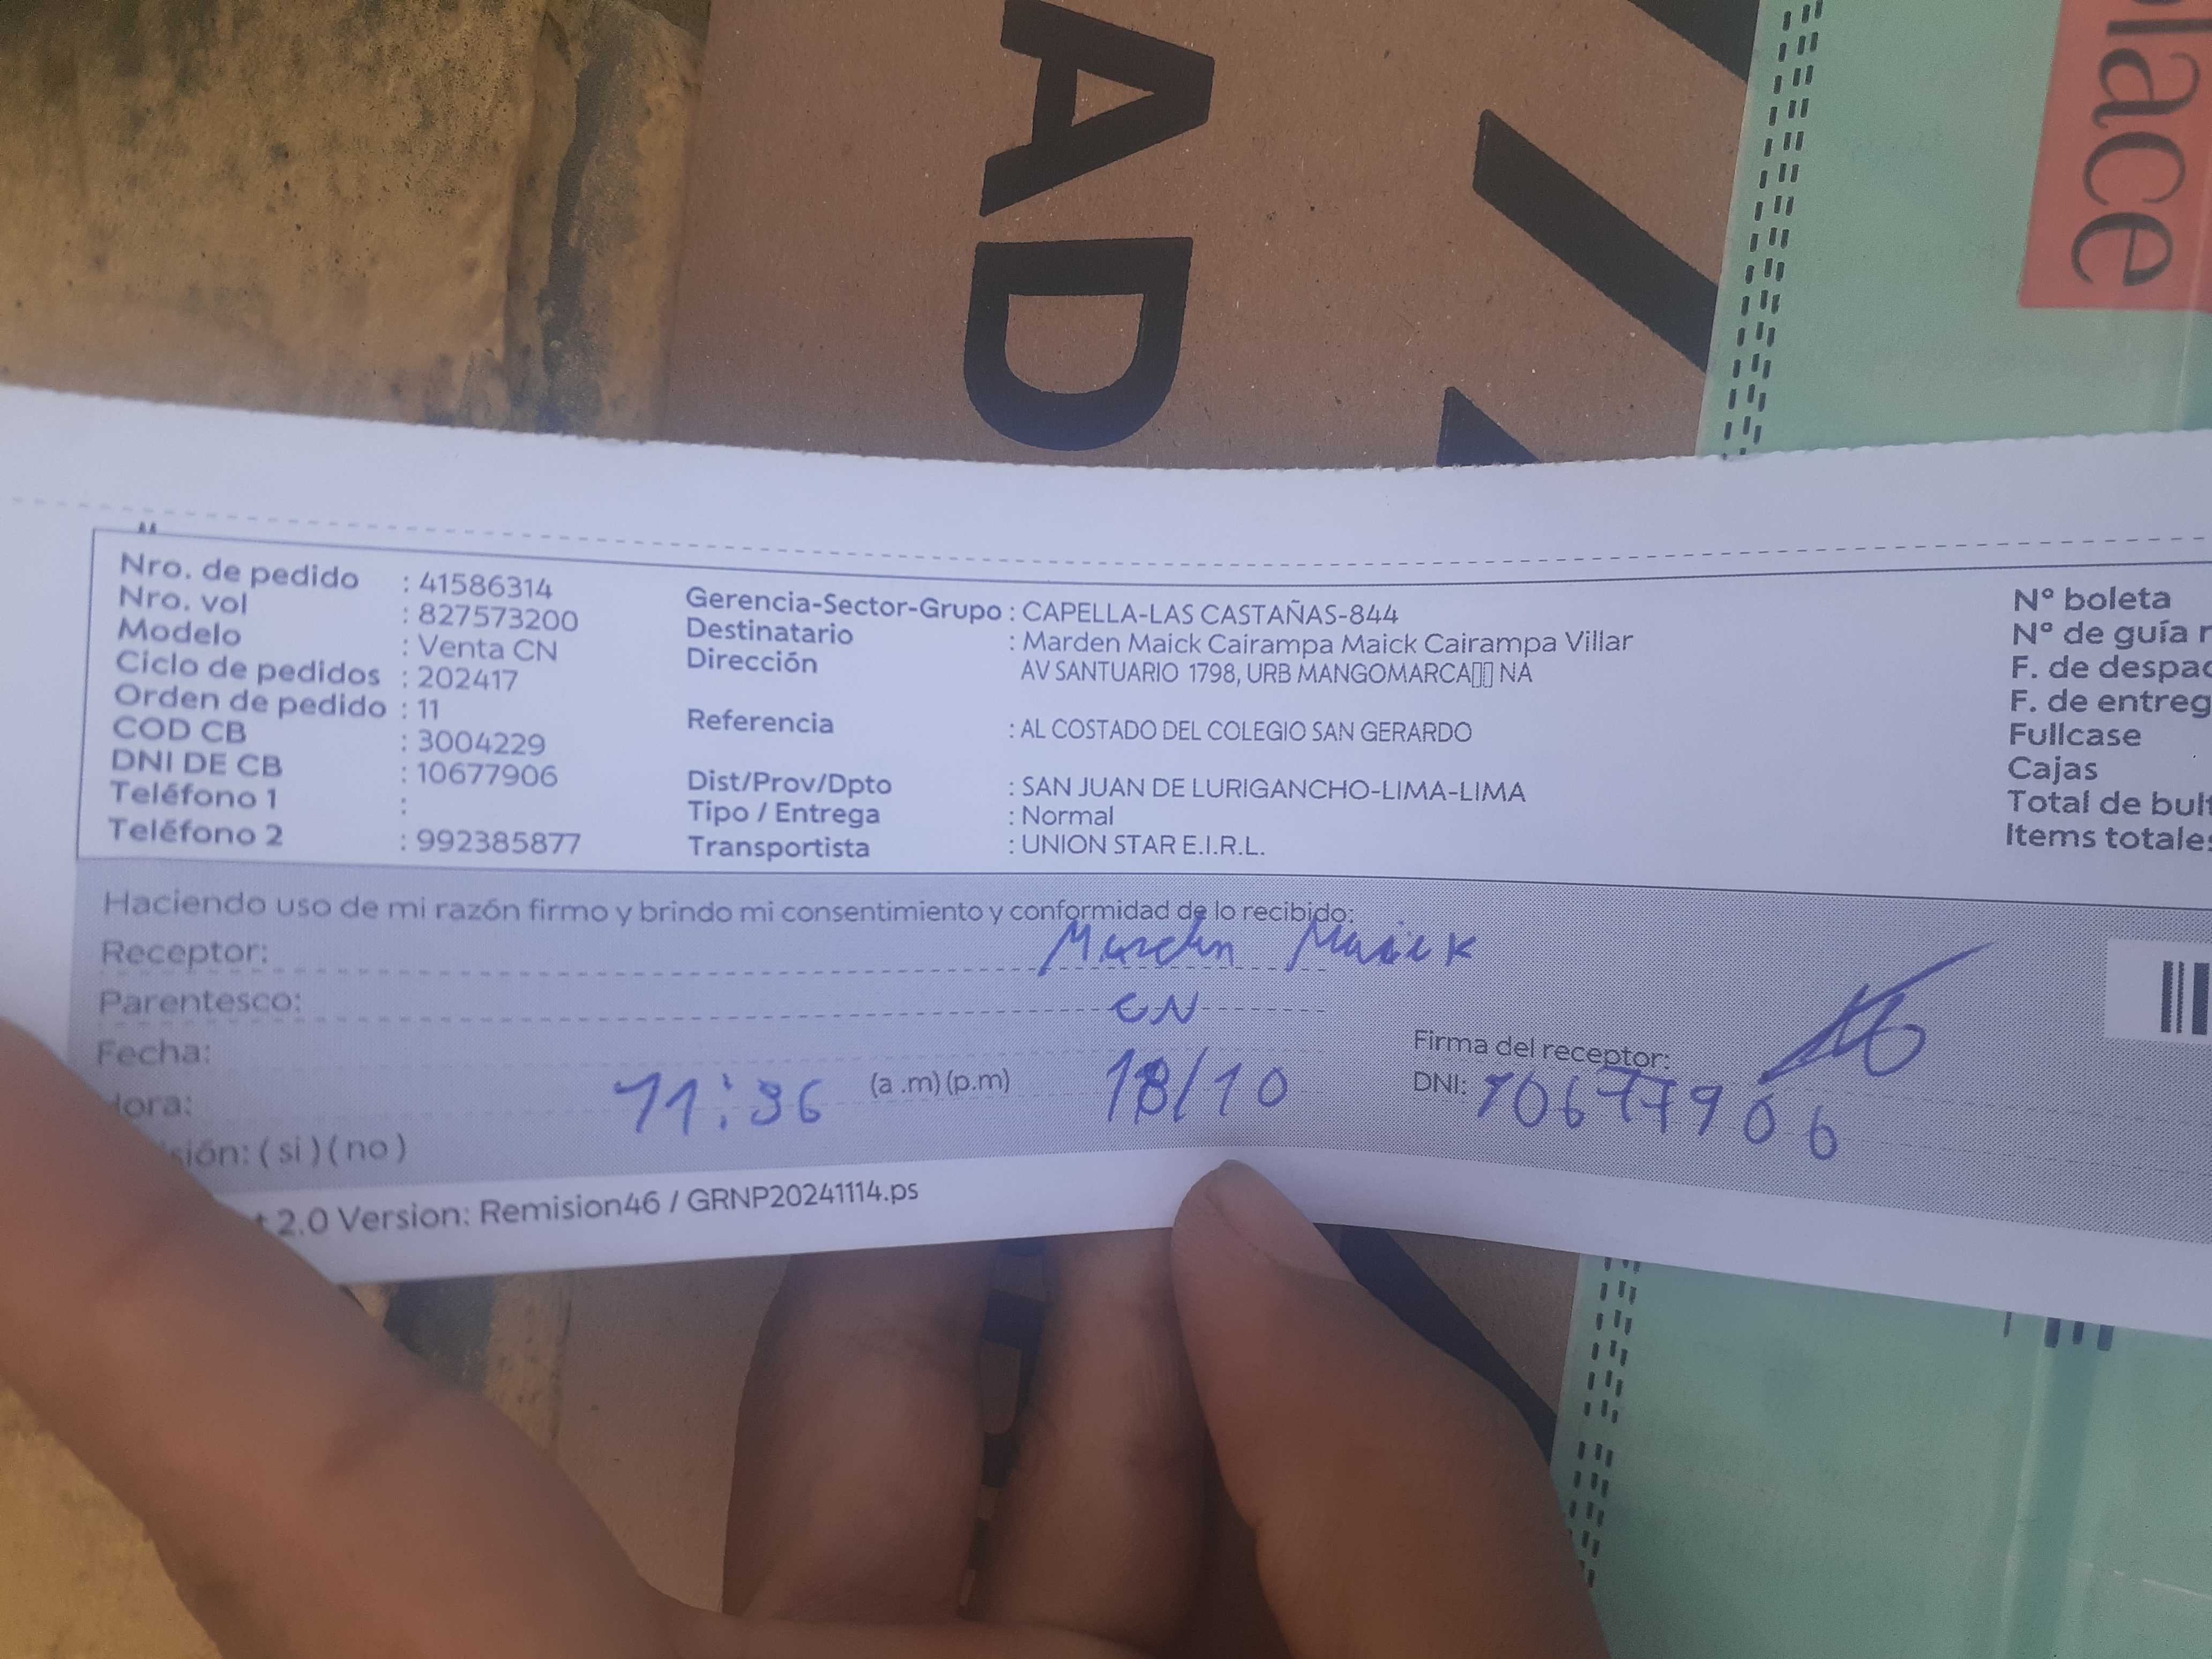 AD
place
Nro. de pedido : 41586314
Nro. vol : 827573200
Modelo : Venta CN
Ciclo de pedidos : 202417
Orden de pedido : 11
COD CB : 3004229
DNI DE CB : 10677906
Teléfono 1 :
Teléfono 2 : 992385877
Gerencia-Sector-Grupo : CAPELLA-LAS CASTAÑAS-844
Destinatario : Marden Maick Cairampa Maick Cairampa Villar
Dirección AV SANTUARIO 1798, URB MANGOMARCA▯▯ NA
Referencia : AL COSTADO DEL COLEGIO SAN GERARDO
Dist/Prov/Dpto : SAN JUAN DE LURIGANCHO-LIMA-LIMA
Tipo / Entrega : Normal
Transportista : UNION STAR E.I.R.L.
N° boleta
N° de guía r
F. de despac
F. de entreg
Fullcase
Cajas
Total de bult
Items totales
Haciendo uso de mi razón firmo y brindo mi consentimiento y conformidad de lo recibido:
Receptor: Marden Maick
Parentesco: CN
Fecha: 18/10
Hora: 11:36 (a .m) (p.m)
sión: ( si ) ( no )
Firma del receptor:
DNI: 10677906
2.0 Version: Remision46 / GRNP20241114.ps